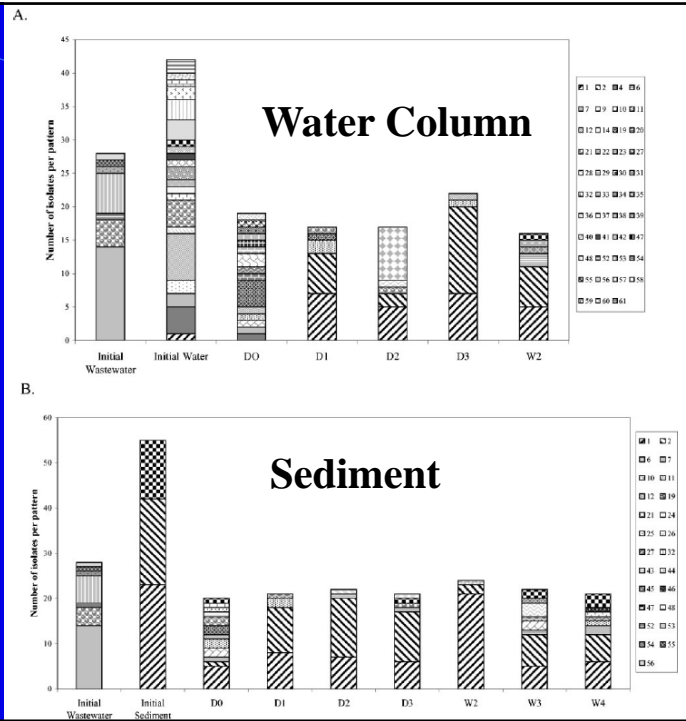 A.
Water Column
Number of isolates per pattern
45
40
35
30
25
20
15
10
5
0
Initial Wastewater
Initial Water
DO
D1
D2
D3
W2
1 2 4 6
7 9 10 11
12 14 19 20
21 22 23 27
28 29 30 31
32 33 34 35
36 37 38 39
40 41 42 47
48 52 53 54
55 56 57 58
59 60 61
B.
Sediment
Number of isolates per pattern
60
50
40
30
20
10
0
Initial Wastewater
Initial Sediment
D0
D1
D2
D3
W2
W3
W4
1 2
6 7
10 11
12 19
21 24
25 26
27 32
43 44
45 46
47 48
52 53
54 55
56